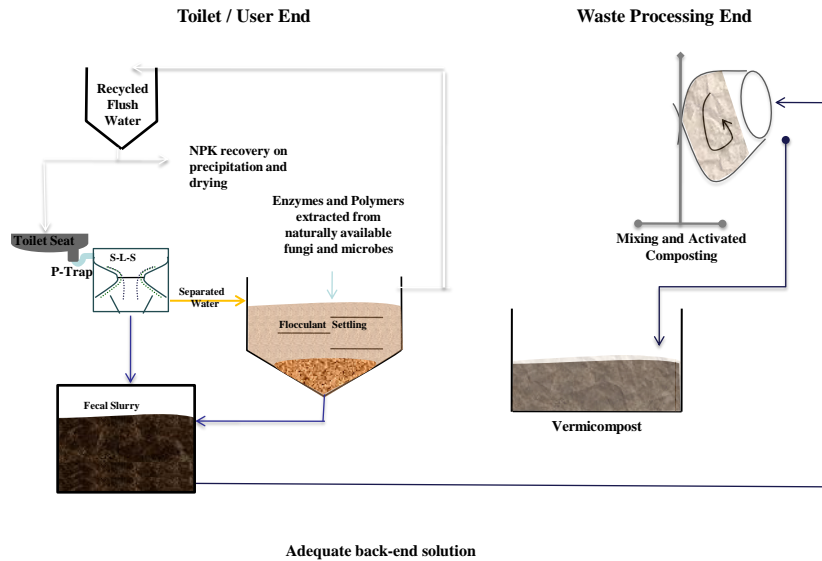 Toilet / User End
Waste Processing End
Recycled
Flush
Water
NPK recovery on
precipitation and
drying
Enzymes and Polymers
extracted from
naturally available
fungi and microbes
Toilet Seat
P-Trap
S-L-S
Separated
Water
Flocculant Settling
Fecal Slurry
Mixing and Activated
Composting
Vermicompost
Adequate back-end solution